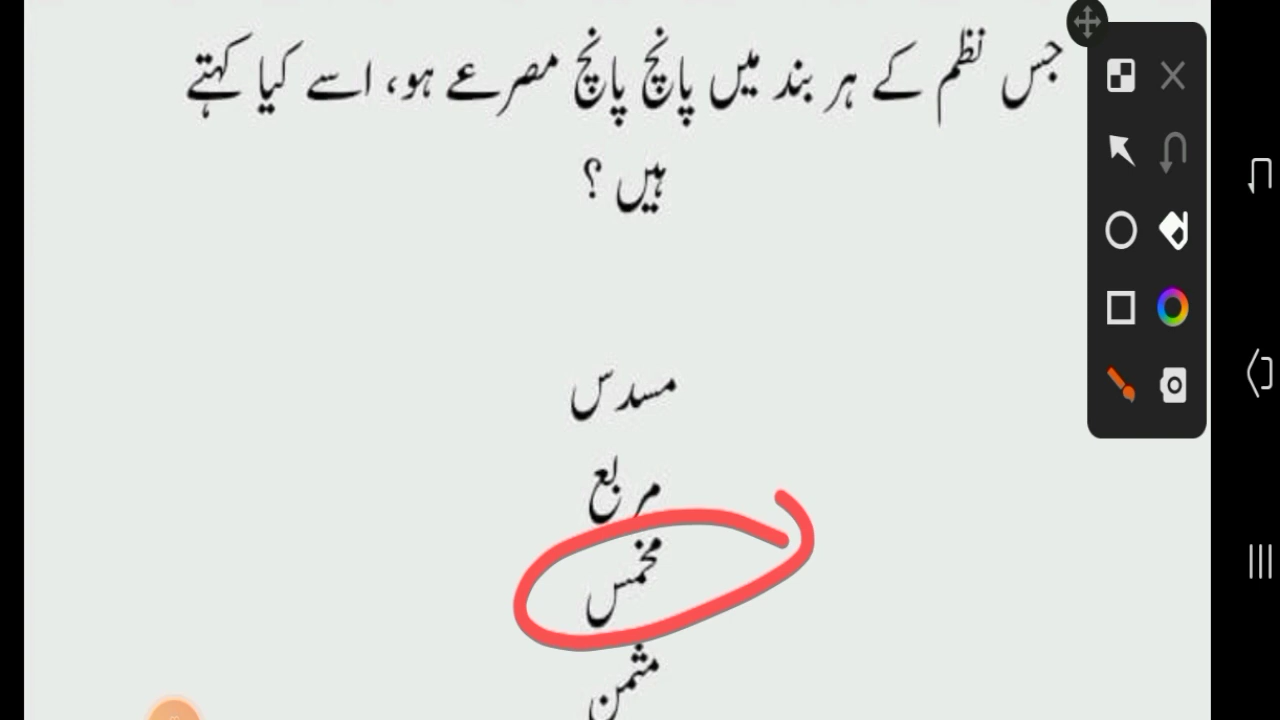 جس نظم کے ہر بند میں پانچ پانچ مصرعے ہو، اسے کیا کہتے
ہیں ؟
مسدس
مربع
مخمس
مثمن